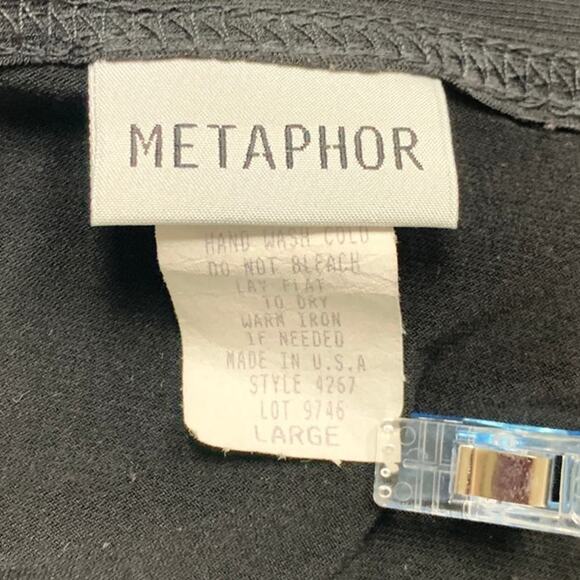 METAPHOR
HAND WASH COLD
DO NOT BLEACH
LAY FLAT
TO DRY
WARM IRON
IF NEEDED
MADE IN U.S.A
STYLE 4267
LOT 9746
LARGE